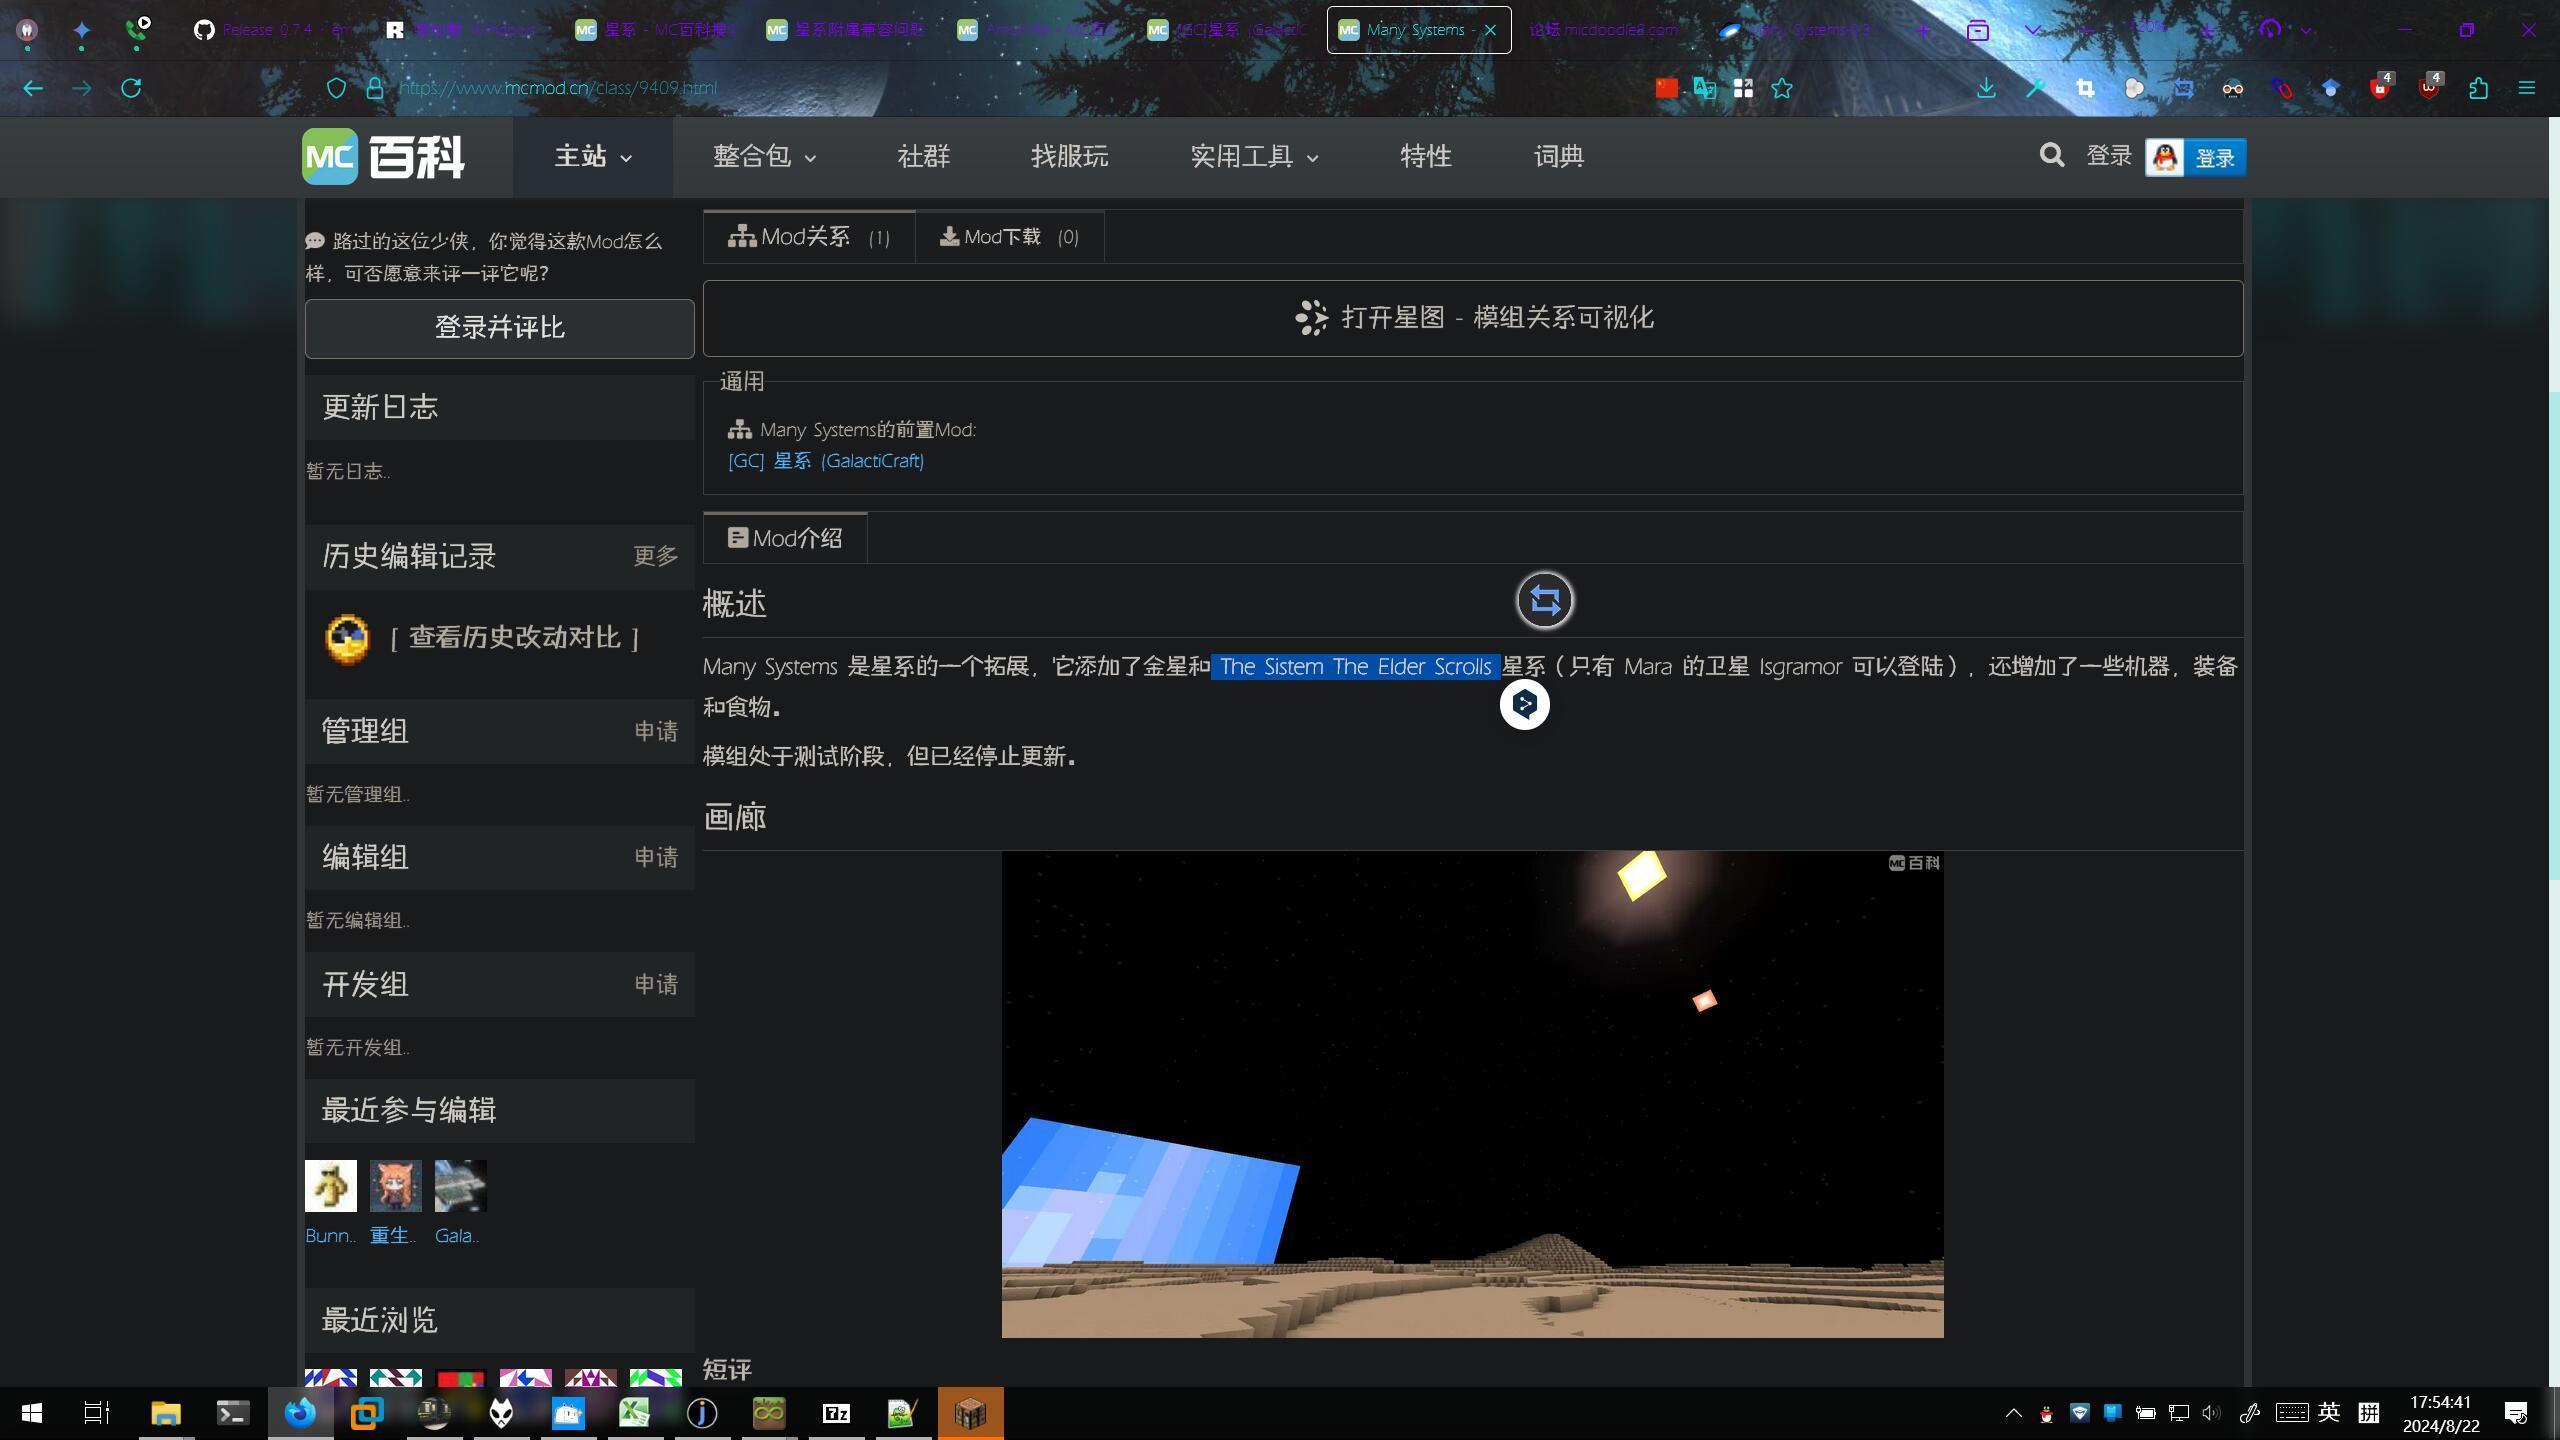 Release 0.7.4
星系 - MC百科搜
星系附属兼容问题
[GC]星系 (GalactiC
Many Systems -
论坛.micdoodle8.com
Many Systems-0.3
120%
https://www.mcmod.cn/class/9409.html
4
4
MC 百科
主站
整合包
社群
找服玩
实用工具
特性
词典
登录
登录
路过的这位少侠，你觉得这款Mod怎么
样，可否愿意来评一评它呢？
登录并评比
更新日志
暂无日志..
历史编辑记录 更多
[ 查看历史改动对比 ]
管理组 申请
暂无管理组..
编辑组 申请
暂无编辑组..
开发组 申请
暂无开发组..
最近参与编辑
Bunn.. 重生.. Gala..
最近浏览
Mod关系 (1) Mod下载 (0)
打开星图 - 模组关系可视化
通用
Many Systems的前置Mod:
[GC] 星系 (GalactiCraft)
Mod介绍
概述
Many Systems 是星系的一个拓展，它添加了金星和 The Sistem The Elder Scrolls 星系（只有 Mara 的卫星 Isgramor 可以登陆），还增加了一些机器，装备
和食物。
模组处于测试阶段，但已经停止更新。
画廊
MC 百科
短评
英
拼
17:54:41
2024/8/22